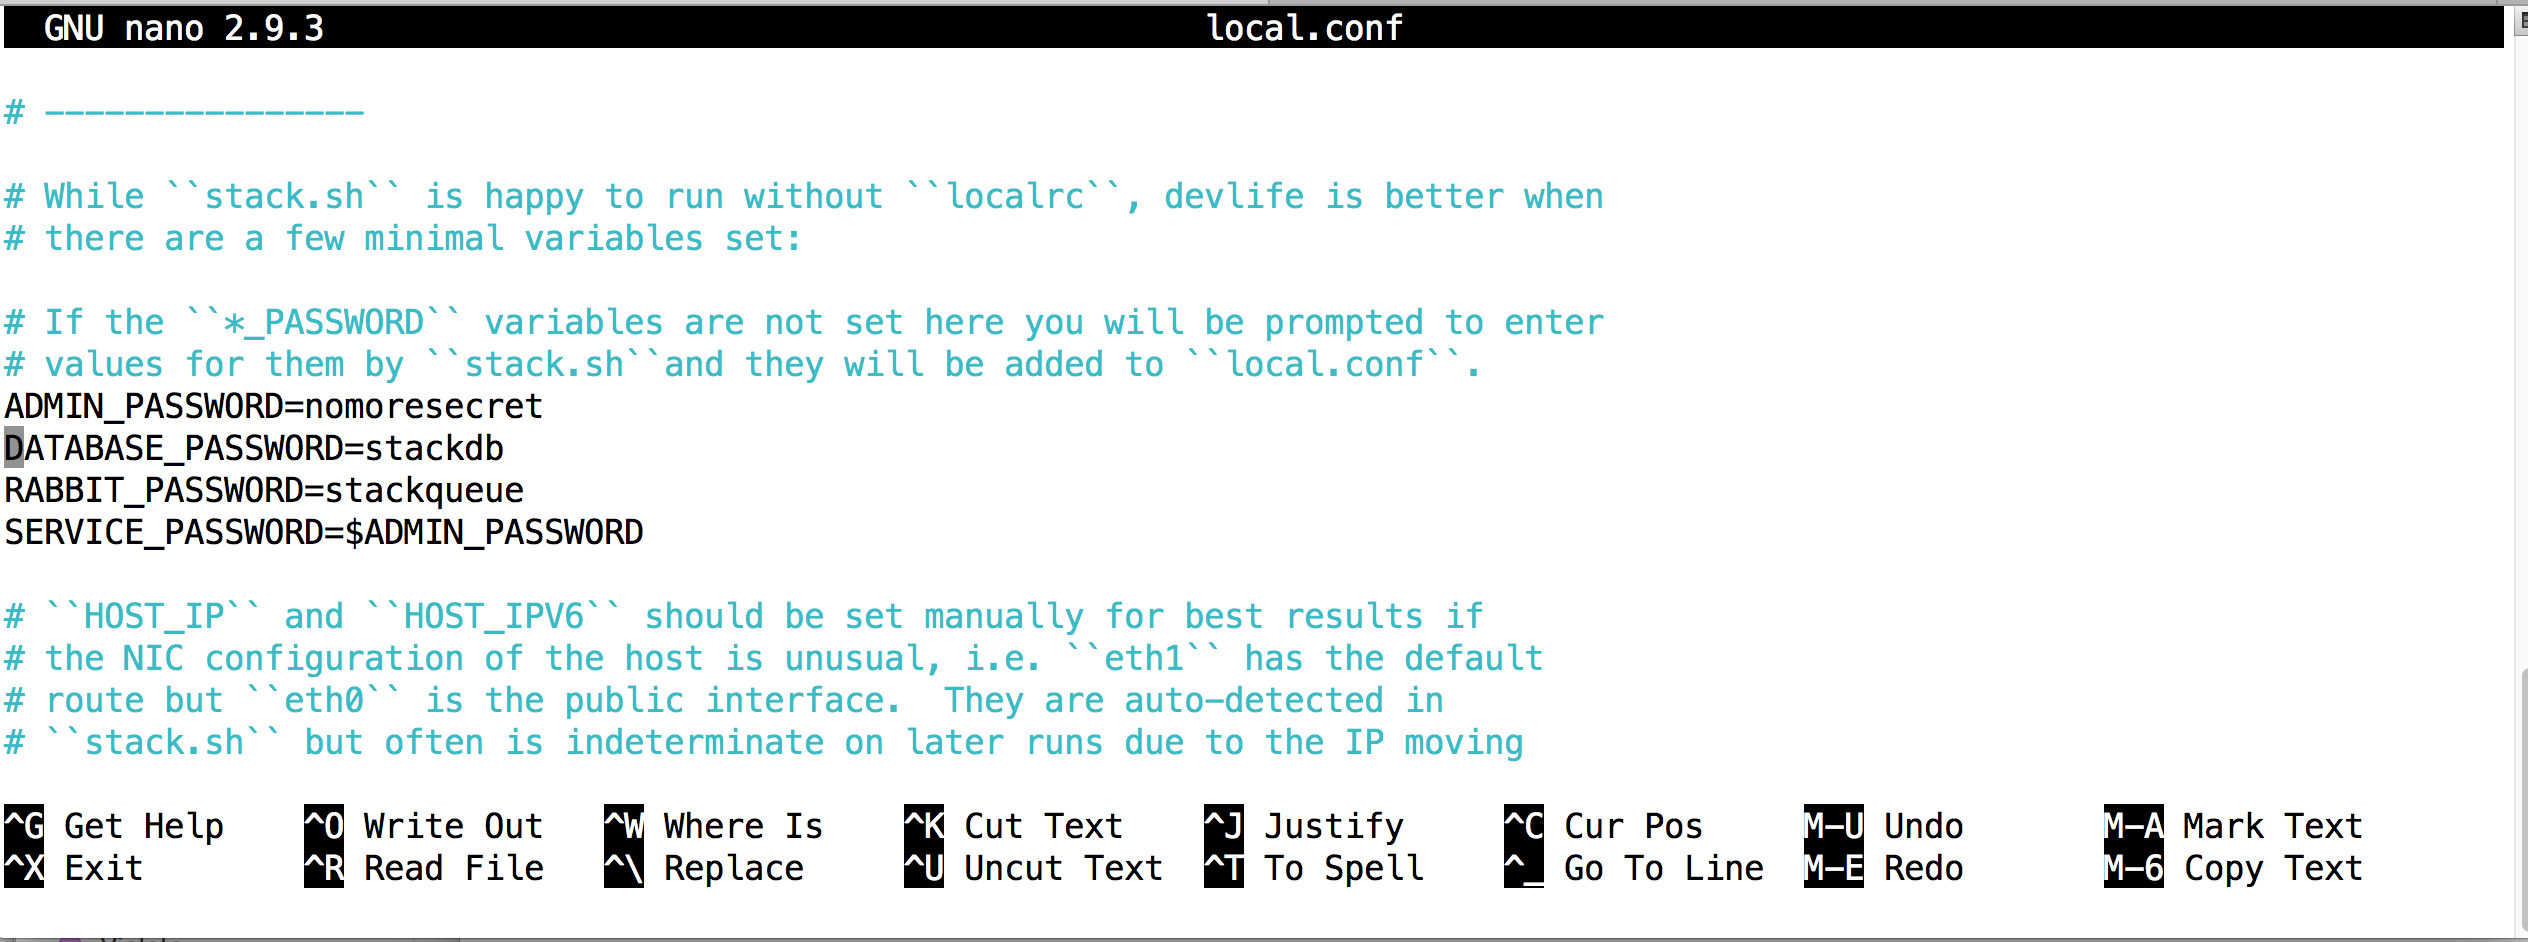 GNU nano 2.9.3 local.conf
# ----------------
# While ``stack.sh`` is happy to run without ``localrc``, devlife is better when
# there are a few minimal variables set:
# If the ``*_PASSWORD`` variables are not set here you will be prompted to enter
# values for them by ``stack.sh``and they will be added to ``local.conf``.
ADMIN_PASSWORD=nomoresecret
DATABASE_PASSWORD=stackdb
RABBIT_PASSWORD=stackqueue
SERVICE_PASSWORD=$ADMIN_PASSWORD
# ``HOST_IP`` and ``HOST_IPV6`` should be set manually for best results if
# the NIC configuration of the host is unusual, i.e. ``eth1`` has the default
# route but ``eth0`` is the public interface.  They are auto-detected in
# ``stack.sh`` but often is indeterminate on later runs due to the IP moving
^G Get Help ^O Write Out ^W Where Is ^K Cut Text ^J Justify ^C Cur Pos M-U Undo M-A Mark Text
^X Exit ^R Read File ^\ Replace ^U Uncut Text ^T To Spell ^_ Go To Line M-E Redo M-6 Copy Text